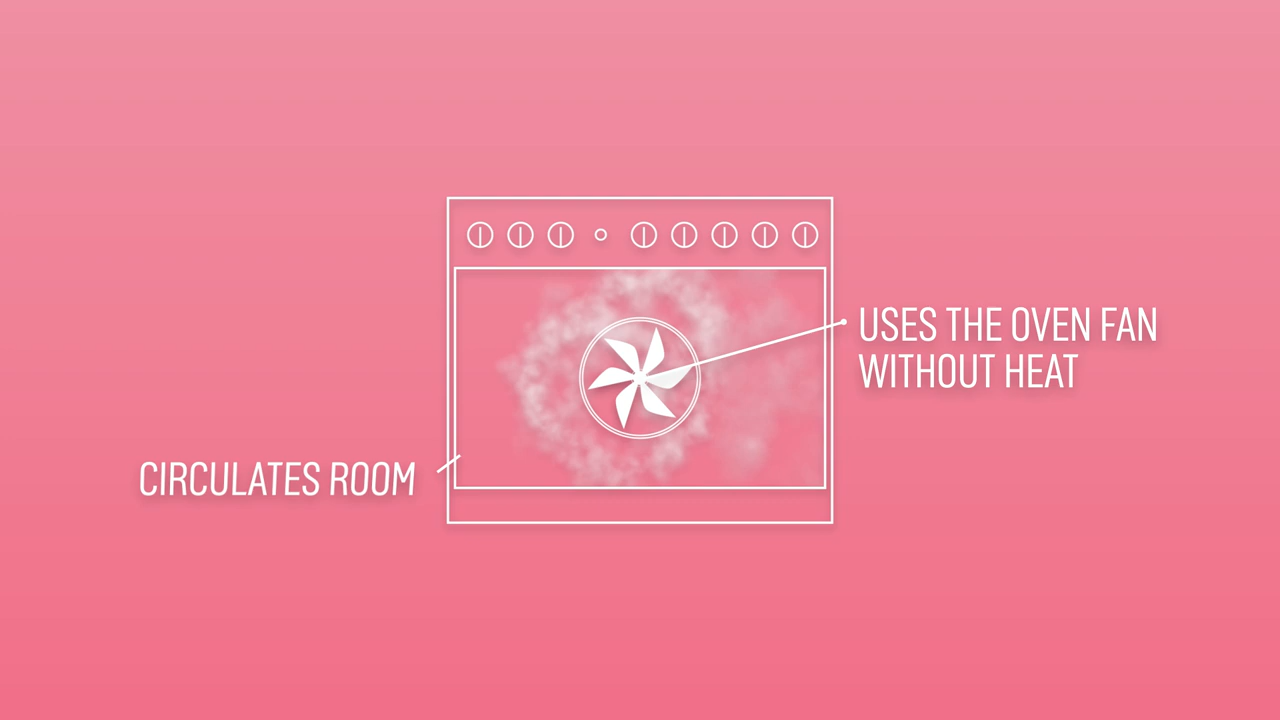 USES THE OVEN FAN
WITHOUT HEAT
CIRCULATES ROOM